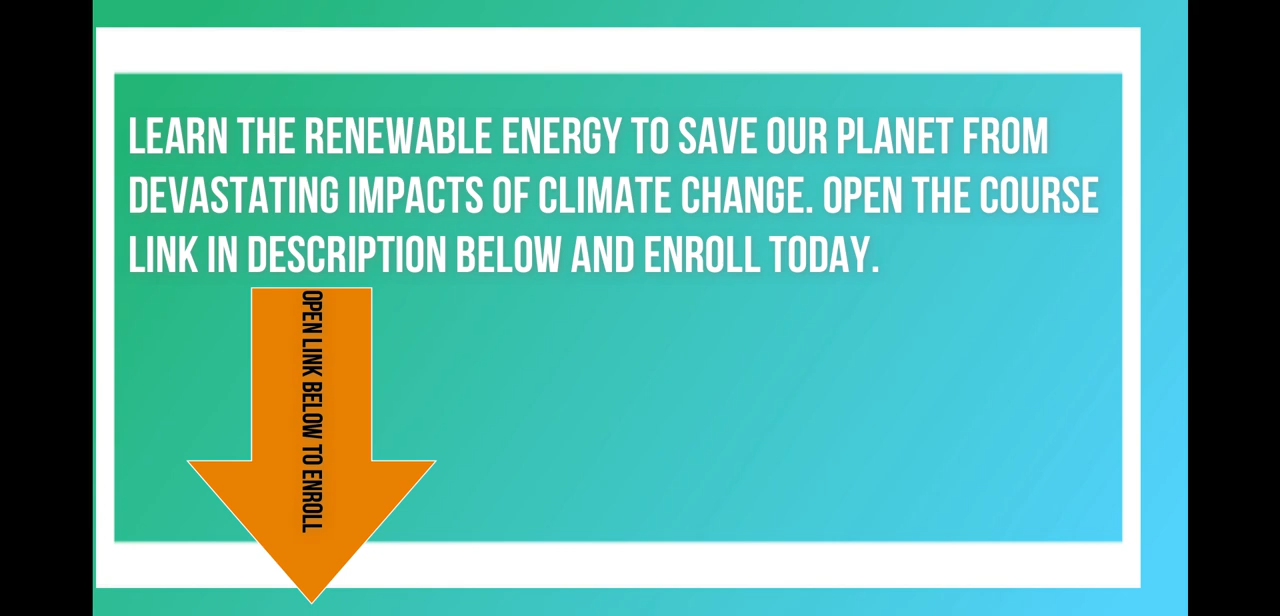 LEARN THE RENEWABLE ENERGY TO SAVE OUR PLANET FROM
DEVASTATING IMPACTS OF CLIMATE CHANGE. OPEN THE COURSE
LINK IN DESCRIPTION BELOW AND ENROLL TODAY.
OPEN LINK BELOW TO ENROLL